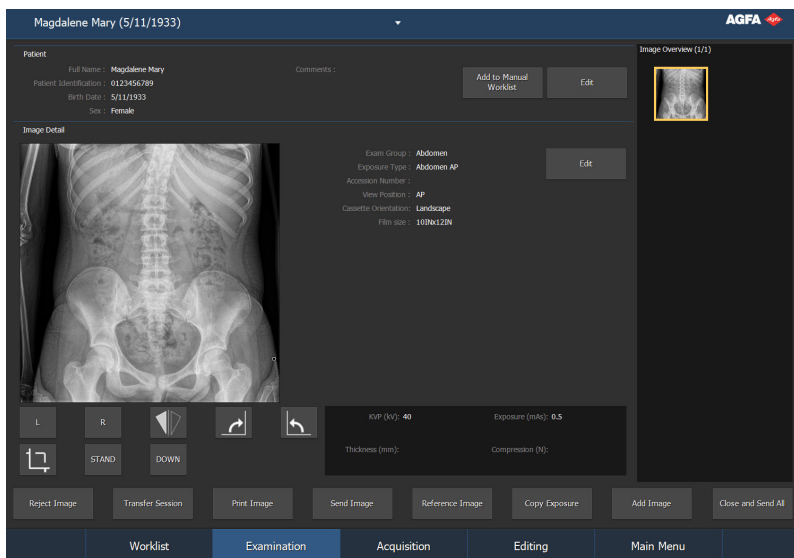 Magdalene Mary (5/11/1933)
AGFA
Patient
Full Name : Magdalene Mary
Comments :
Patient Identification : 0123456789
Birth Date : 5/11/1933
Sex : Female
Add to Manual
Worklist
Edit
Image Overview (1/1)
Image Detail
Exam Group : Abdomen
Exposure Type : Abdomen AP
Accession Number :
View Position : AP
Cassette Orientation: Landscape
Film size : 10INx12IN
Edit
L
R
STAND
DOWN
KVP (kV): 40
Exposure (mAs): 0.5
Thickness (mm):
Compression (N):
Reject Image
Transfer Session
Print Image
Send Image
Reference Image
Copy Exposure
Add Image
Close and Send All
Worklist
Examination
Acquisition
Editing
Main Menu